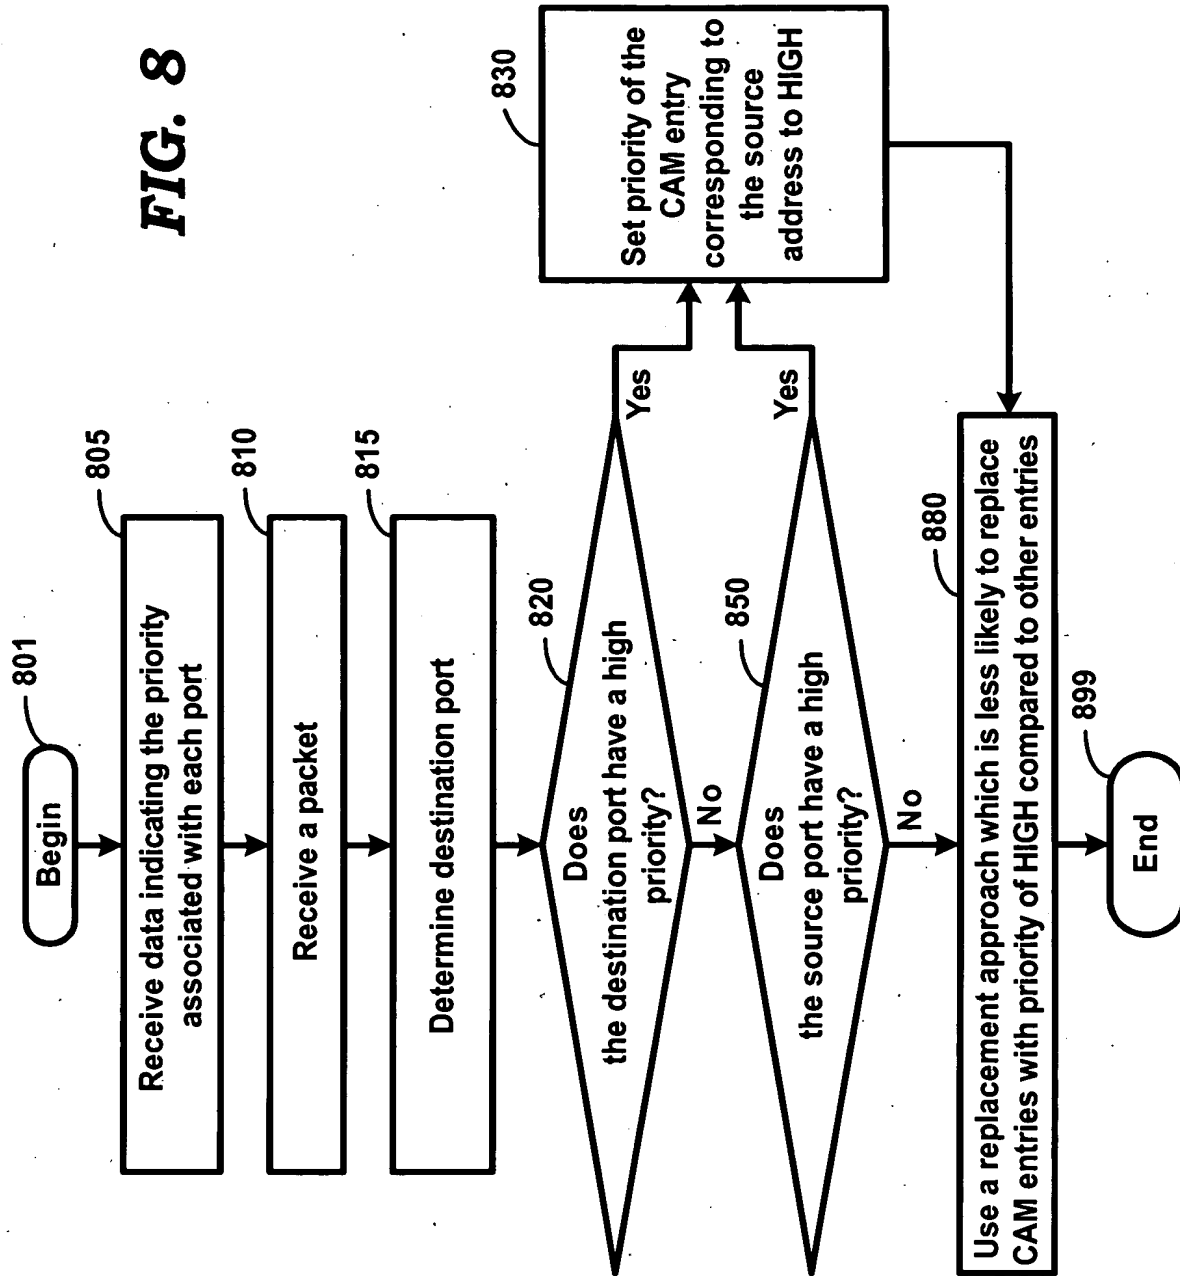 FIG. 8
Begin
801
Receive data indicating the priority
associated with each port
805
Receive a packet
810
Determine destination port
815
Does
the destination port have a high
priority?
820
Yes
No
Set priority of the
CAM entry
corresponding to
the source
address to HIGH
830
Does
the source port have a high
priority?
850
Yes
No
Use a replacement approach which is less likely to replace
CAM entries with priority of HIGH compared to other entries
880
End
899